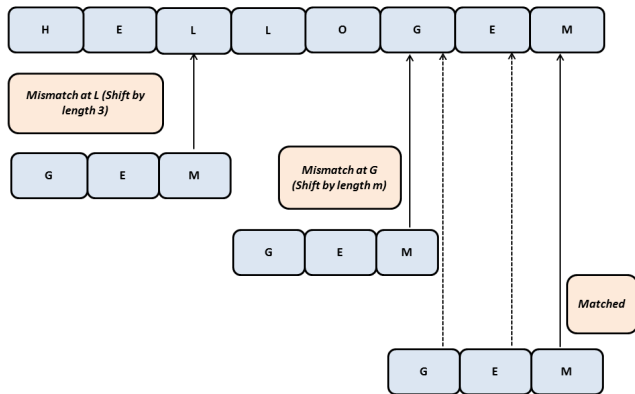 H E L L O G E M
Mismatch at L (Shift by
length 3)
G E M
Mismatch at G
(Shift by length m)
G E M
Matched
G E M